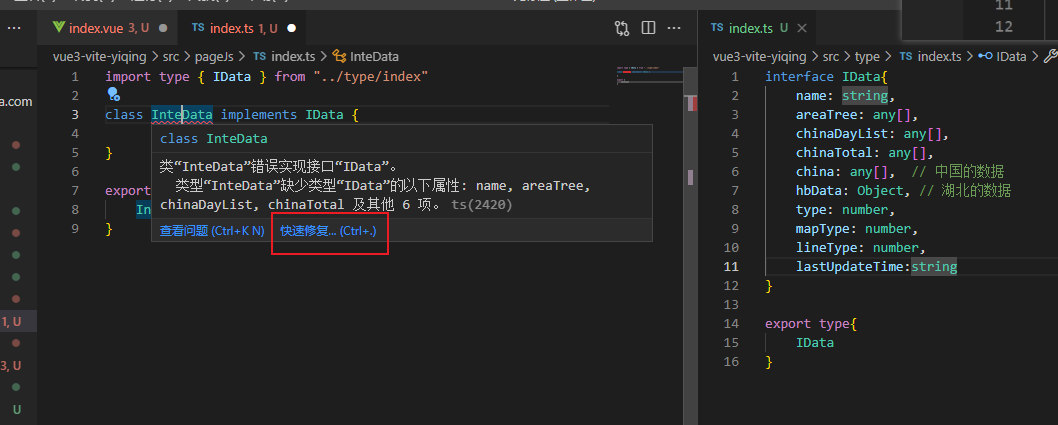 index.vue 3, U
TS index.ts 1, U
vue3-vite-yiqing > src > pageJs > TS index.ts > InteData
1 import type { IData } from "../type/index"
2
3 class InteData implements IData {
4
5 }
6
7 expor
8 In
9 }
class InteData
类“InteData”错误实现接口“IData”。
类型“InteData”缺少类型“IData”的以下属性: name, areaTree,
chinaDayList, chinaTotal 及其他 6 项。 ts(2420)
查看问题 (Ctrl+K N) 快速修复... (Ctrl+.)
a.com
1, U
3, U
U
11
12
TS index.ts U
vue3-vite-yiqing > src > type > TS index.ts > IData >
1 interface IData{
2 name: string,
3 areaTree: any[],
4 chinaDayList: any[],
5 chinaTotal: any[],
6 china: any[], // 中国的数据
7 hbData: Object, // 湖北的数据
8 type: number,
9 mapType: number,
10 lineType: number,
11 lastUpdateTime:string
12 }
13
14 export type{
15 IData
16 }